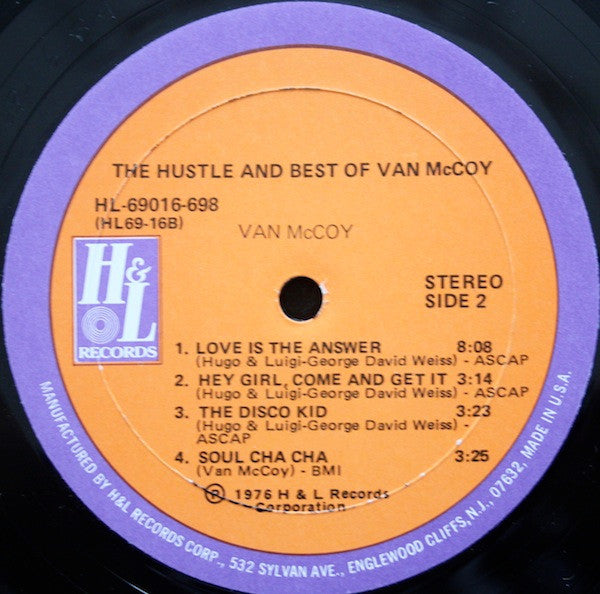 THE HUSTLE AND BEST OF VAN McCOY
HL-69016-698
(HL69-16B)
VAN McCOY
H&L
RECORDS
STEREO
SIDE 2
1. LOVE IS THE ANSWER 8:08
(Hugo & Luigi-George David Weiss) - ASCAP
2. HEY GIRL, COME AND GET IT 3:14
(Hugo & Luigi-George David Weiss) - ASCAP
3. THE DISCO KID 3:23
(Hugo & Luigi-George David Weiss) -
ASCAP
4. SOUL CHA CHA 3:25
(Van McCoy) - BMI
Ⓟ 1976 H & L Records
Corporation
MANUFACTURED BY H&L RECORDS CORP., 532 SYLVAN AVE., ENGLEWOOD CLIFFS, N.J., 07632, MADE IN U.S.A.